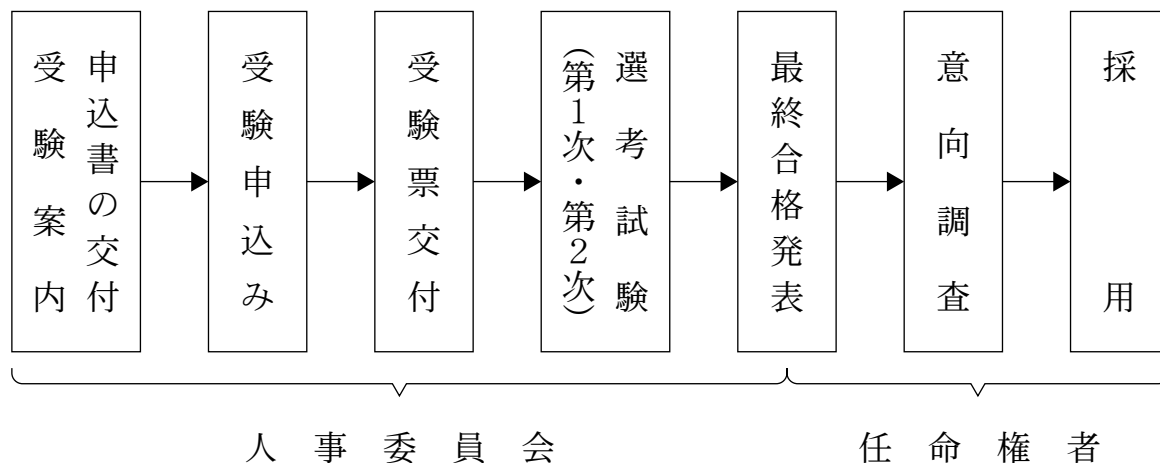 受験案内
申込書の交付
受験申込み
受験票交付
選考試験
（第１次・第２次）
最終合格発表
意向調査
採用
人事委員会
任命権者